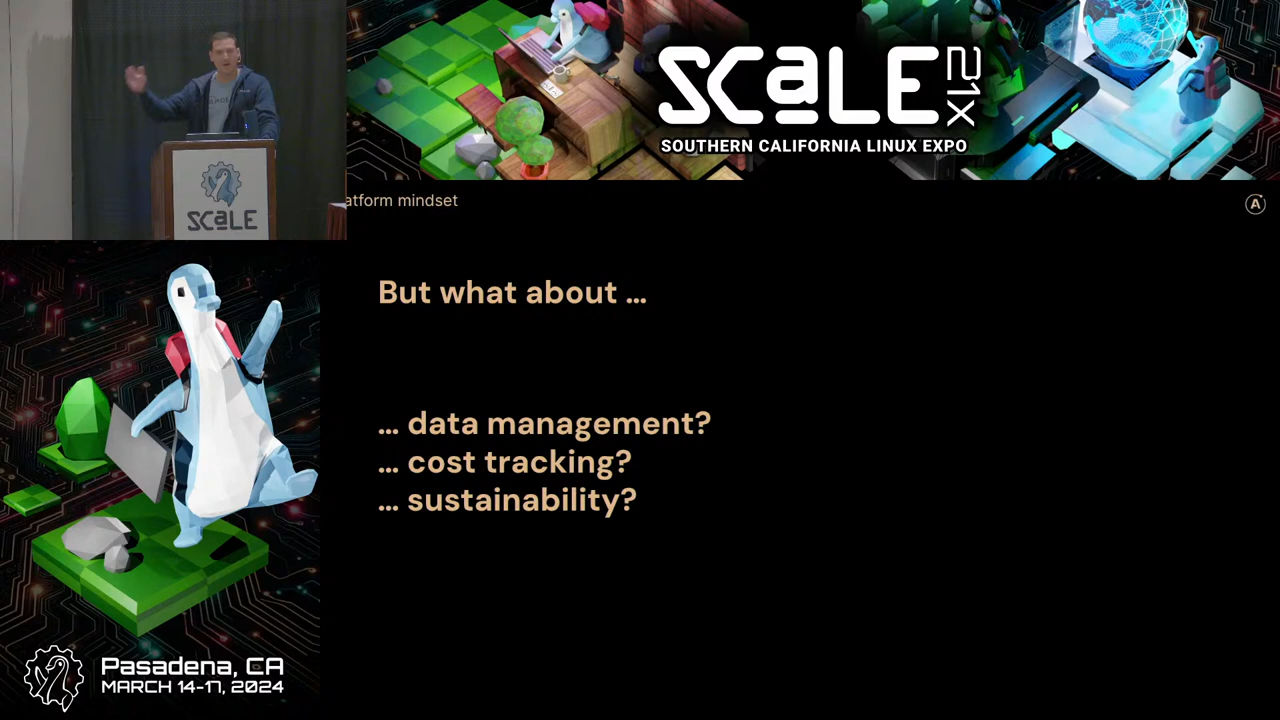 SCaLE 21x
SOUTHERN CALIFORNIA LINUX EXPO
SCaLE
atform mindset
A
But what about ...
... data management?
... cost tracking?
... sustainability?
Pasadena, CA
MARCH 14-17, 2024